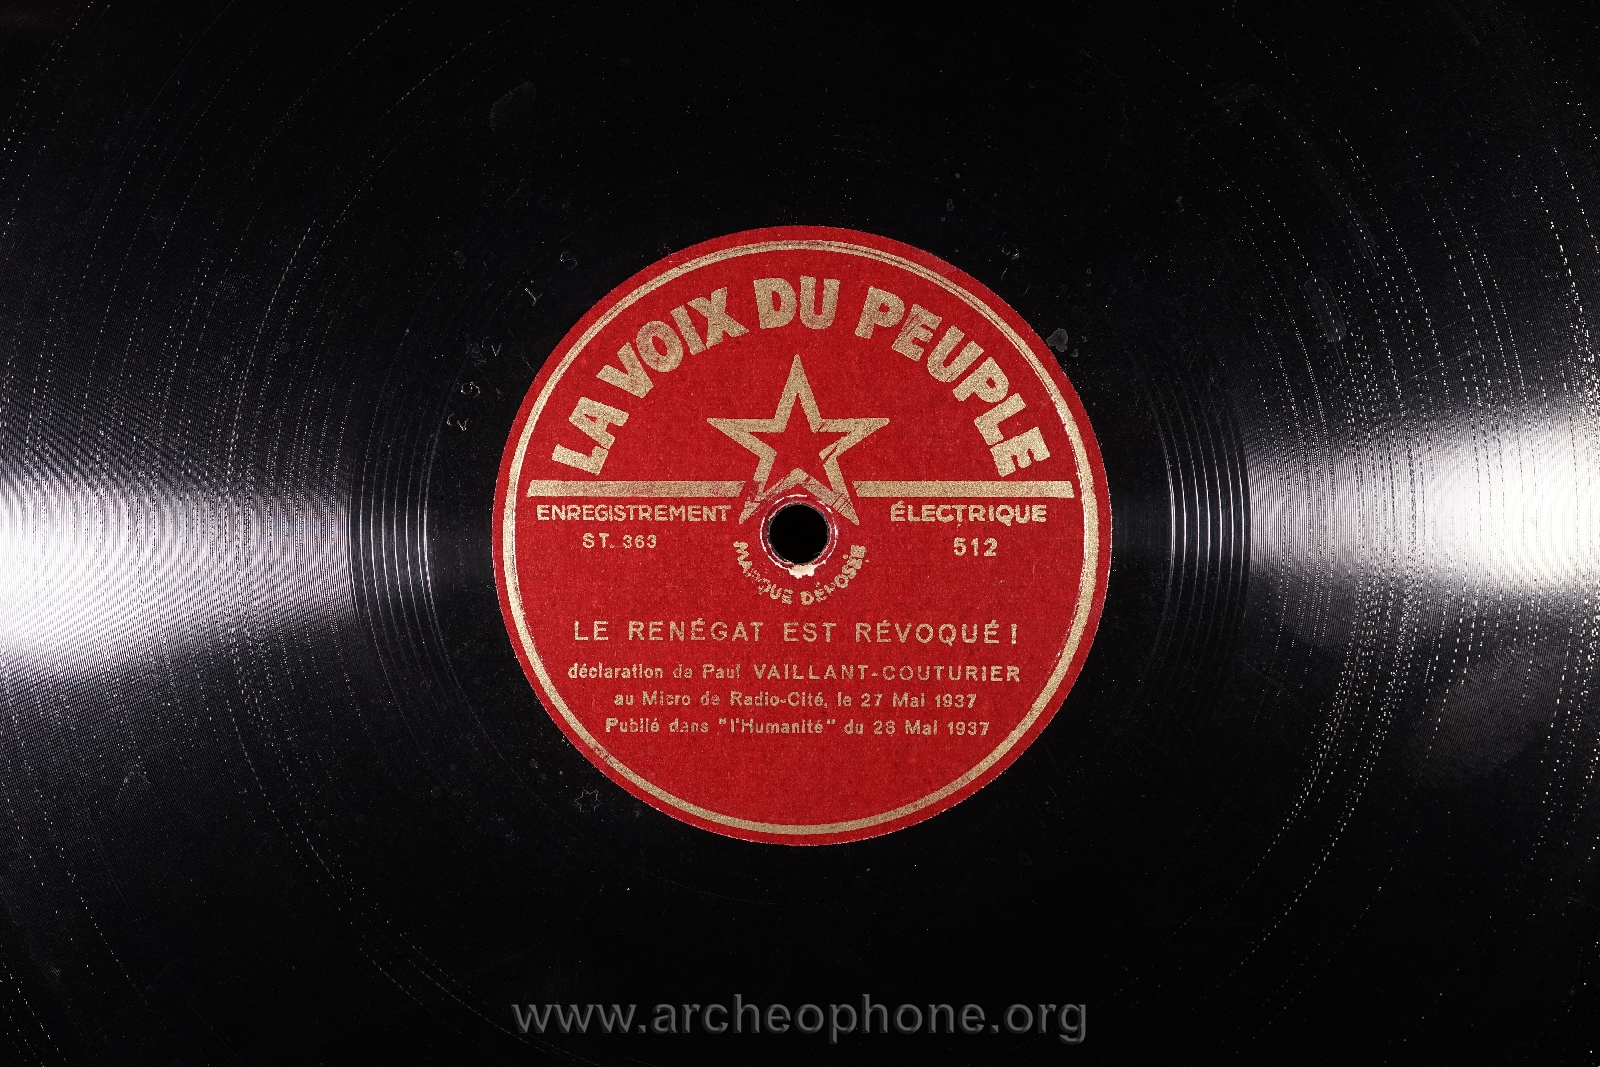 LA VOIX DU PEUPLE
ENREGISTREMENT ÉLECTRIQUE
ST. 363 512
MARQUE DÉPOSÉE
LE RENÉGAT EST RÉVOQUÉ !
déclaration de Paul VAILLANT-COUTURIER
au Micro de Radio-Cité, le 27 Mai 1937
Publié dans "l'Humanité" du 28 Mai 1937
www.archeophone.org